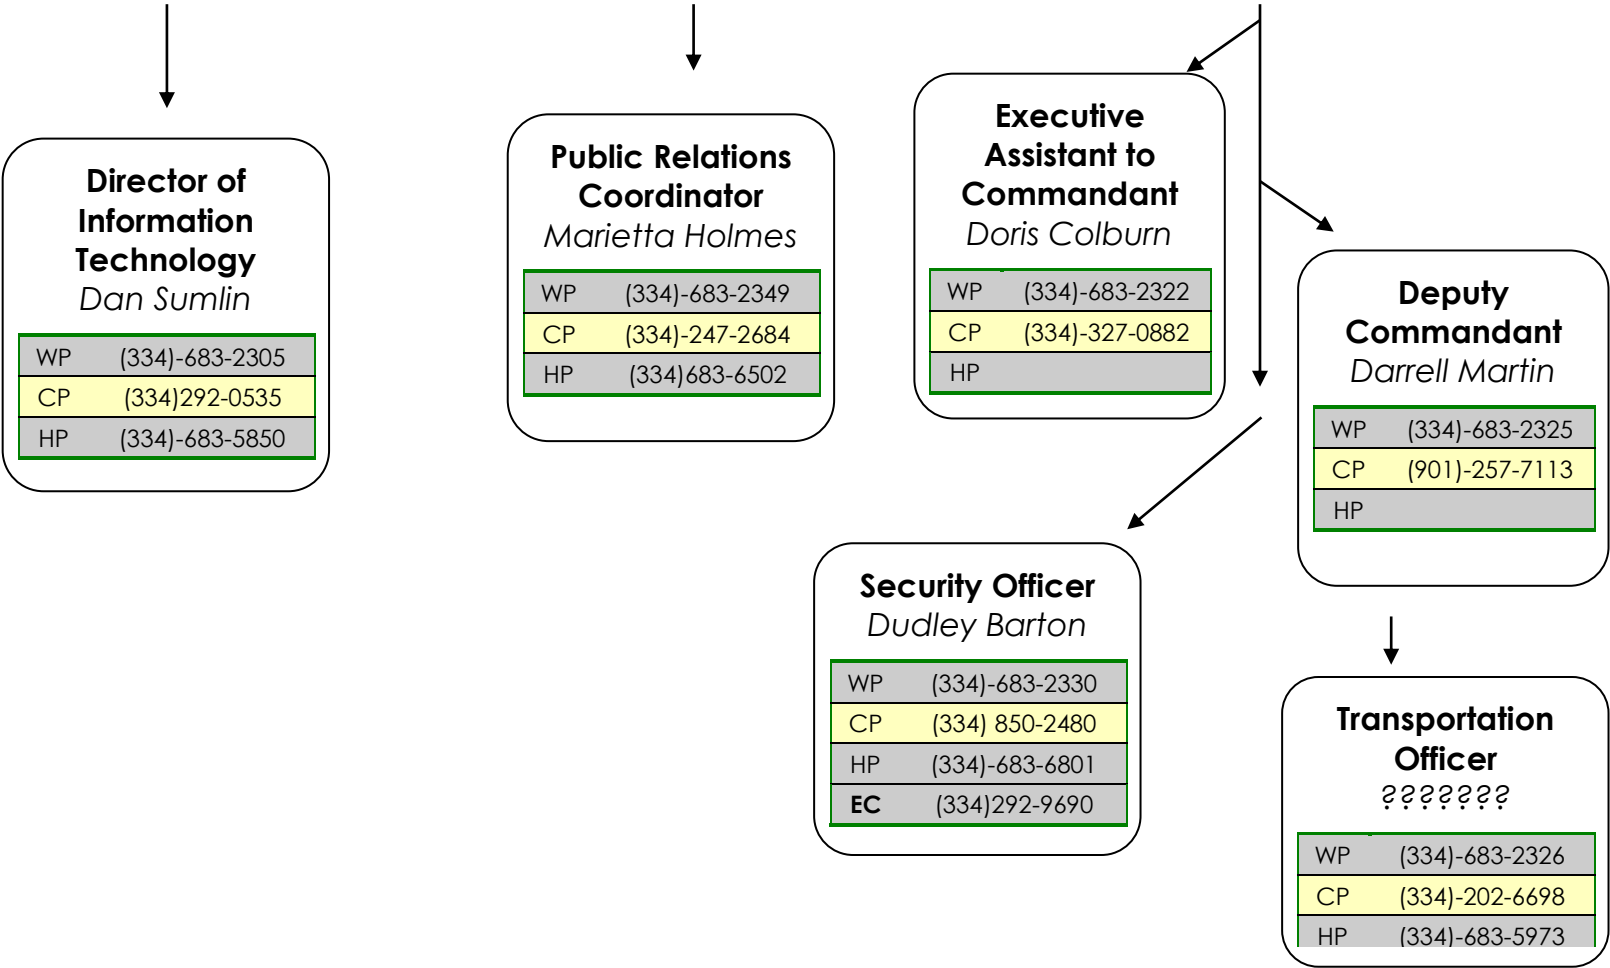 Director of
Information
Technology
Dan Sumlin
WP (334)-683-2305
CP (334)292-0535
HP (334)-683-5850
Public Relations
Coordinator
Marietta Holmes
WP (334)-683-2349
CP (334)-247-2684
HP (334)683-6502
Executive
Assistant to
Commandant
Doris Colburn
WP (334)-683-2322
CP (334)-327-0882
HP
Deputy
Commandant
Darrell Martin
WP (334)-683-2325
CP (901)-257-7113
HP
Security Officer
Dudley Barton
WP (334)-683-2330
CP (334) 850-2480
HP (334)-683-6801
EC (334)292-9690
Transportation
Officer
???????
WP (334)-683-2326
CP (334)-202-6698
HP (334)-683-5973